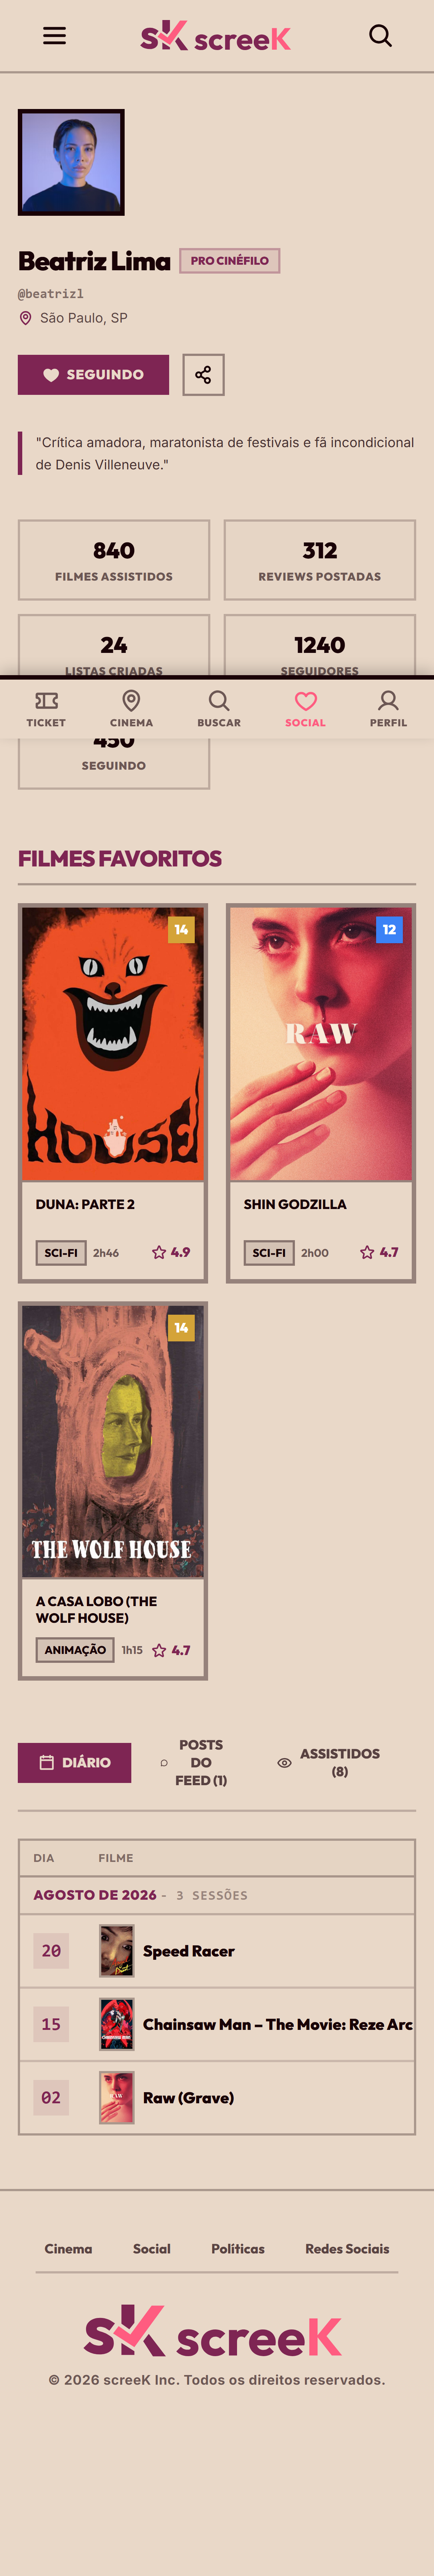 SK screeK
Beatriz Lima
PRO CINÉFILO
@beatrizl
São Paulo, SP
SEGUINDO
"Crítica amadora, maratonista de festivais e fã incondicional
de Denis Villeneuve."
840
FILMES ASSISTIDOS
312
REVIEWS POSTADAS
24
LISTAS CRIADAS
1240
SEGUIDORES
TICKET
CINEMA
BUSCAR
SOCIAL
PERFIL
450
SEGUINDO
FILMES FAVORITOS
14
HOUSE
DUNA: PARTE 2
SCI-FI 2h46 4.9
12
RAW
SHIN GODZILLA
SCI-FI 2h00 4.7
14
THE WOLF HOUSE
A CASA LOBO (THE
WOLF HOUSE)
ANIMAÇÃO 1h15 4.7
DIÁRIO
POSTS
DO
FEED (1)
ASSISTIDOS
(8)
DIA FILME
AGOSTO DE 2026 - 3 SESSÕES
20 Speed Racer
15 Chainsaw Man – The Movie: Reze Arc
02 Raw (Grave)
Cinema Social Políticas Redes Sociais
SK screeK
© 2026 screeK Inc. Todos os direitos reservados.